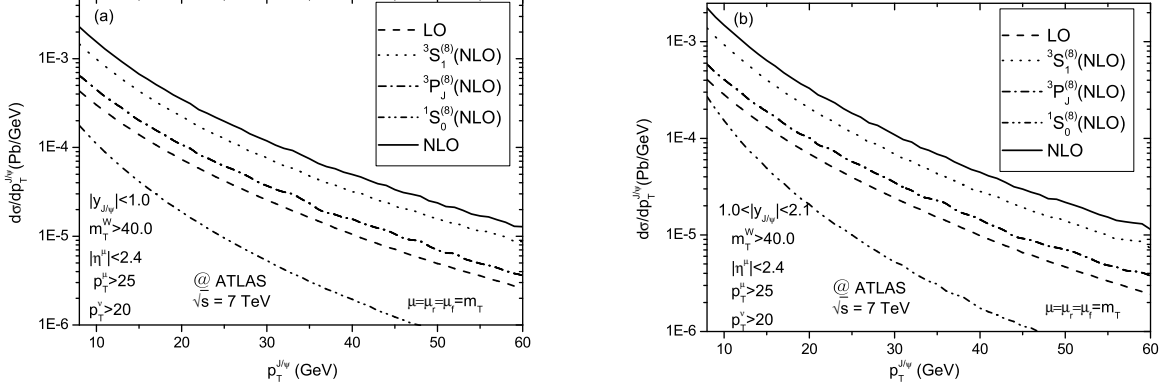 (a)
LO
³S₁⁽⁸⁾(NLO)
³P_J⁽⁸⁾(NLO)
¹S₀⁽⁸⁾(NLO)
NLO
1E-3
1E-4
1E-5
1E-6
dσ/dp_T^{J/ψ}(Pb/GeV)
|y_{J/ψ}|<1.0
m_T^W>40.0
|η^μ|<2.4
p_T^μ>25
p_T^ν>20
@ ATLAS
√s = 7 TeV
μ=μ_r=μ_f=m_T
10 20 30 40 50 60
p_T^{J/ψ} (GeV)
(b)
LO
³S₁⁽⁸⁾(NLO)
³P_J⁽⁸⁾(NLO)
¹S₀⁽⁸⁾(NLO)
NLO
1E-3
1E-4
1E-5
1E-6
dσ/dp_T^{J/ψ}(Pb/GeV)
1.0<|y_{J/ψ}|<2.1
m_T^W>40.0
|η^μ|<2.4
p_T^μ>25
p_T^ν>20
@ ATLAS
√s = 7 TeV
μ=μ_r=μ_f=m_T
10 20 30 40 50 60
p_T^{J/ψ} (GeV)